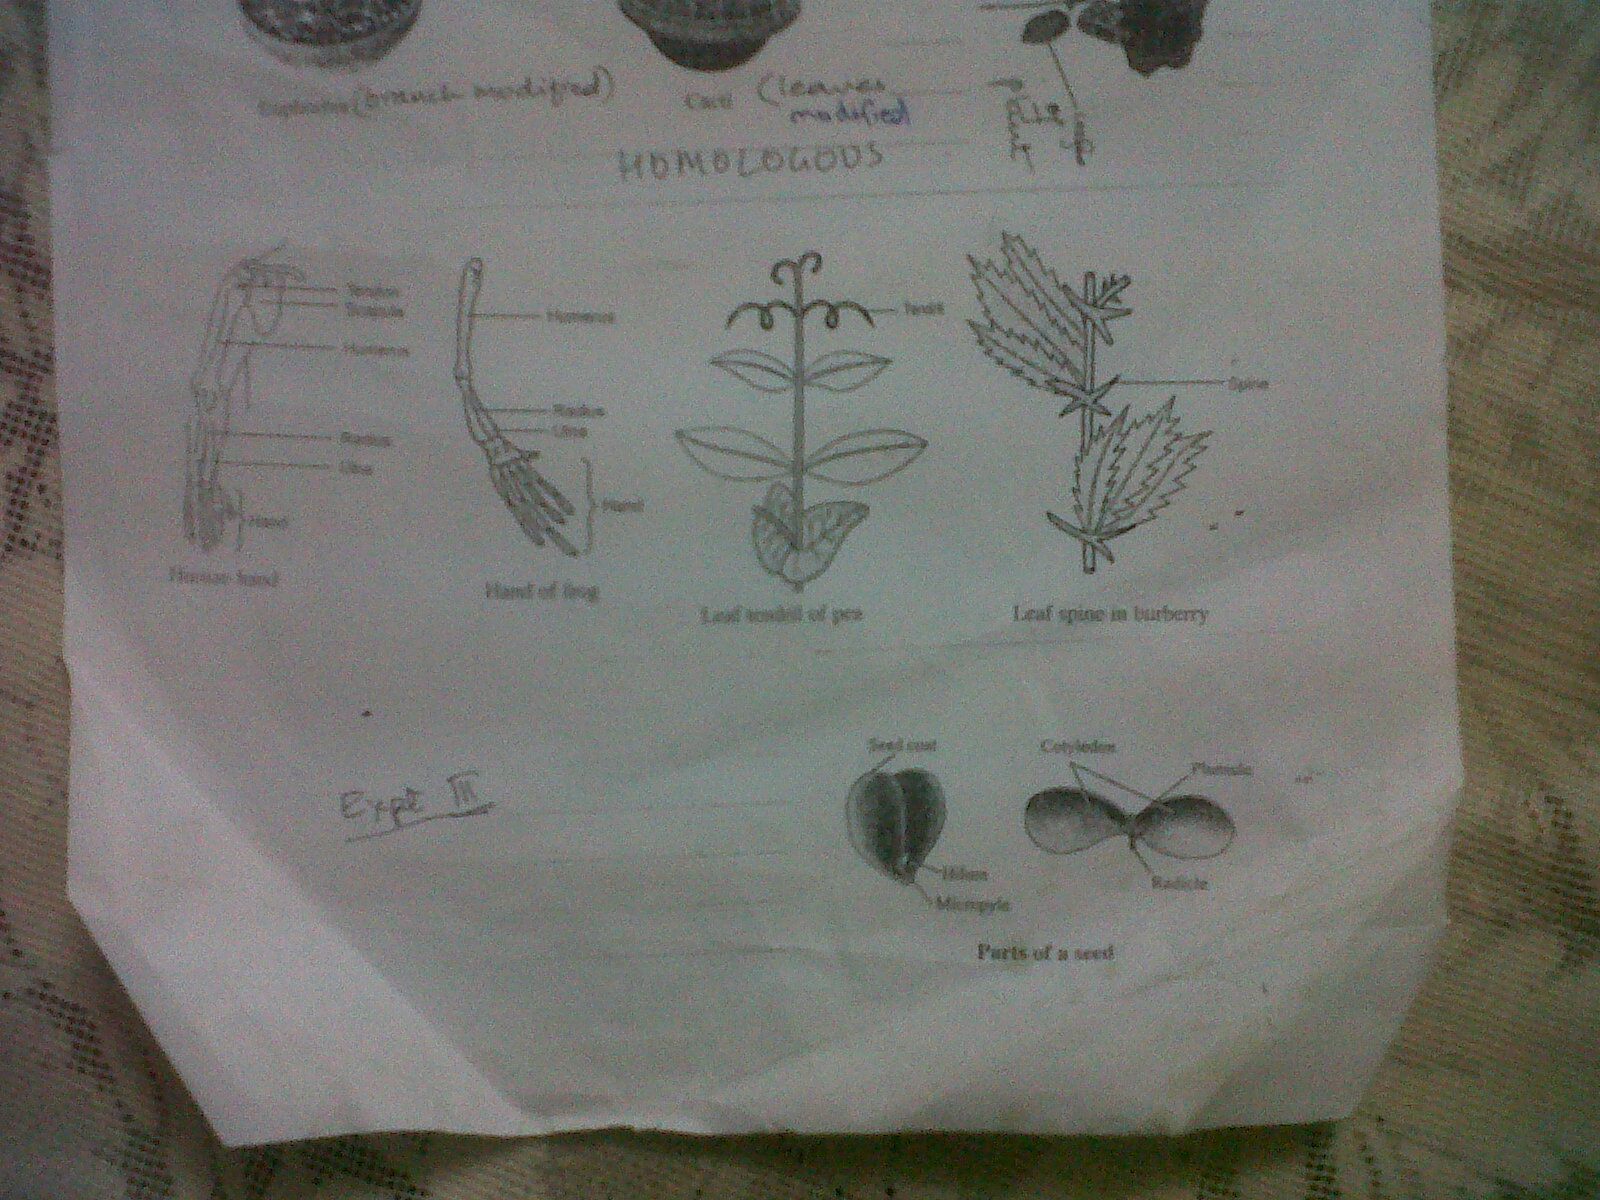 (branch modified)
Cacti (leaves
modified
HOMOLOGOUS
Scapula
Humerus
Radius
Ulna
Hand
Human hand
Humerus
Radius
Ulna
Hand
Hand of frog
Tendril
Leaf tendril of pea
Spine
Leaf spine in burberry
Expt III
Seed coat
Hilum
Micropyle
Cotyledon
Plumule
Radicle
Parts of a seed